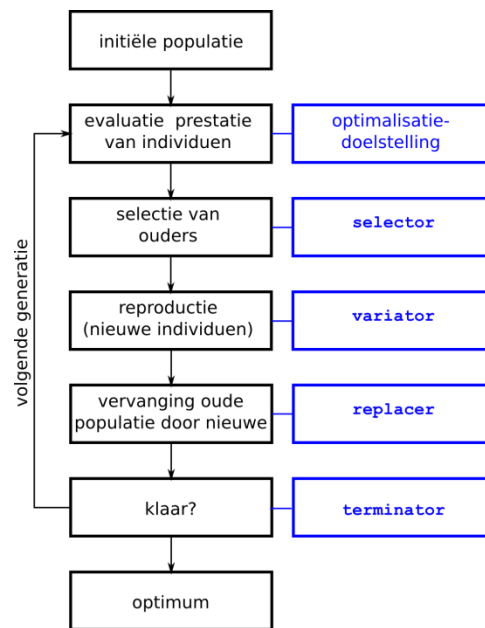 initiële populatie
evaluatie prestatie
van individuen
optimalisatie-
doelstelling
selectie van
ouders
selector
reproductie
(nieuwe individuen)
variator
vervanging oude
populatie door nieuwe
replacer
klaar?
terminator
optimum
volgende generatie